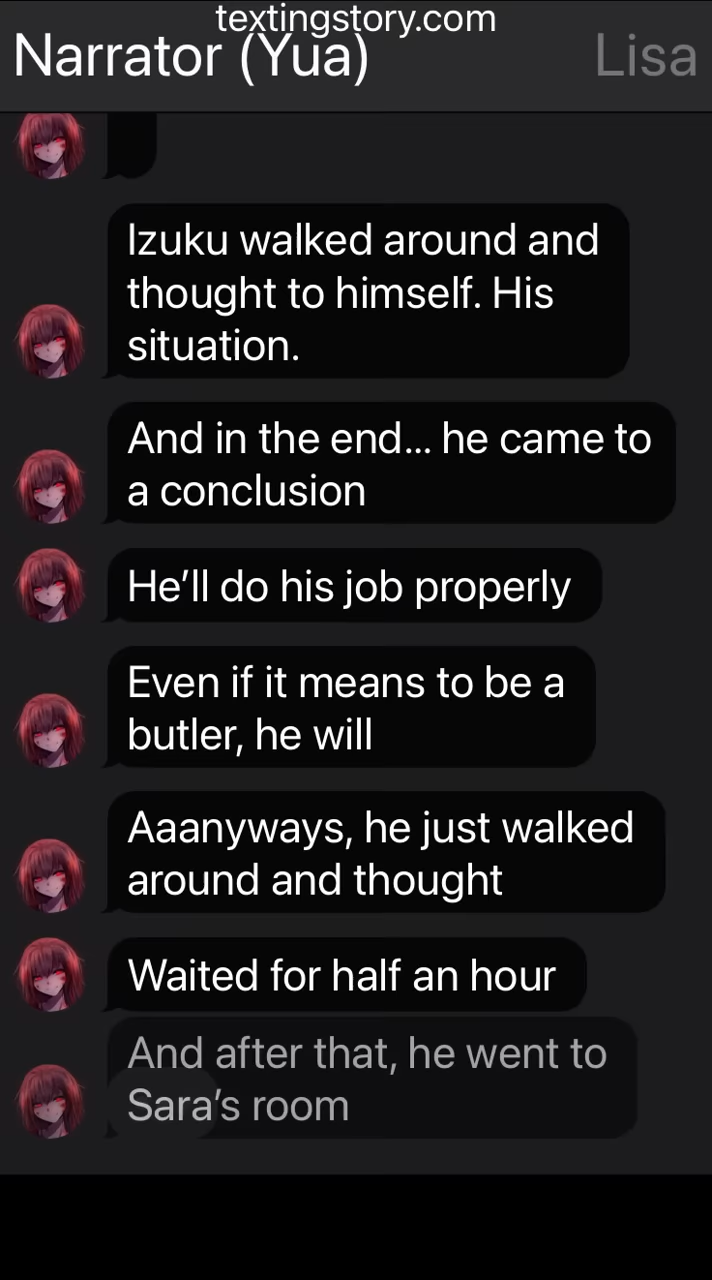 textingstory.com
Narrator (Yua)
Lisa
Izuku walked around and
thought to himself. His
situation.
And in the end... he came to
a conclusion
He’ll do his job properly
Even if it means to be a
butler, he will
Aaanyways, he just walked
around and thought
Waited for half an hour
And after that, he went to
Sara’s room